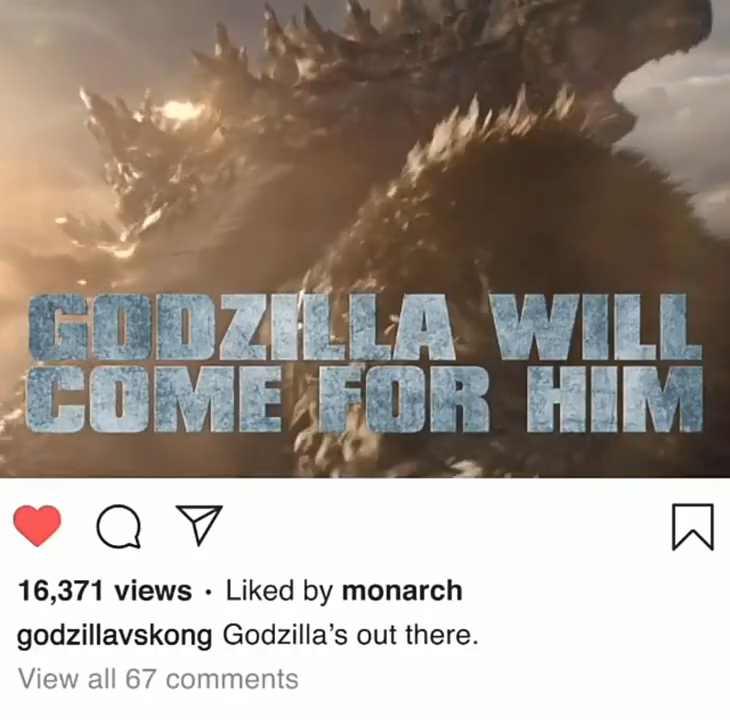 GODZILLA WILL
COME FOR HIM
16,371 views · Liked by monarch
godzillavskong Godzilla's out there.
View all 67 comments